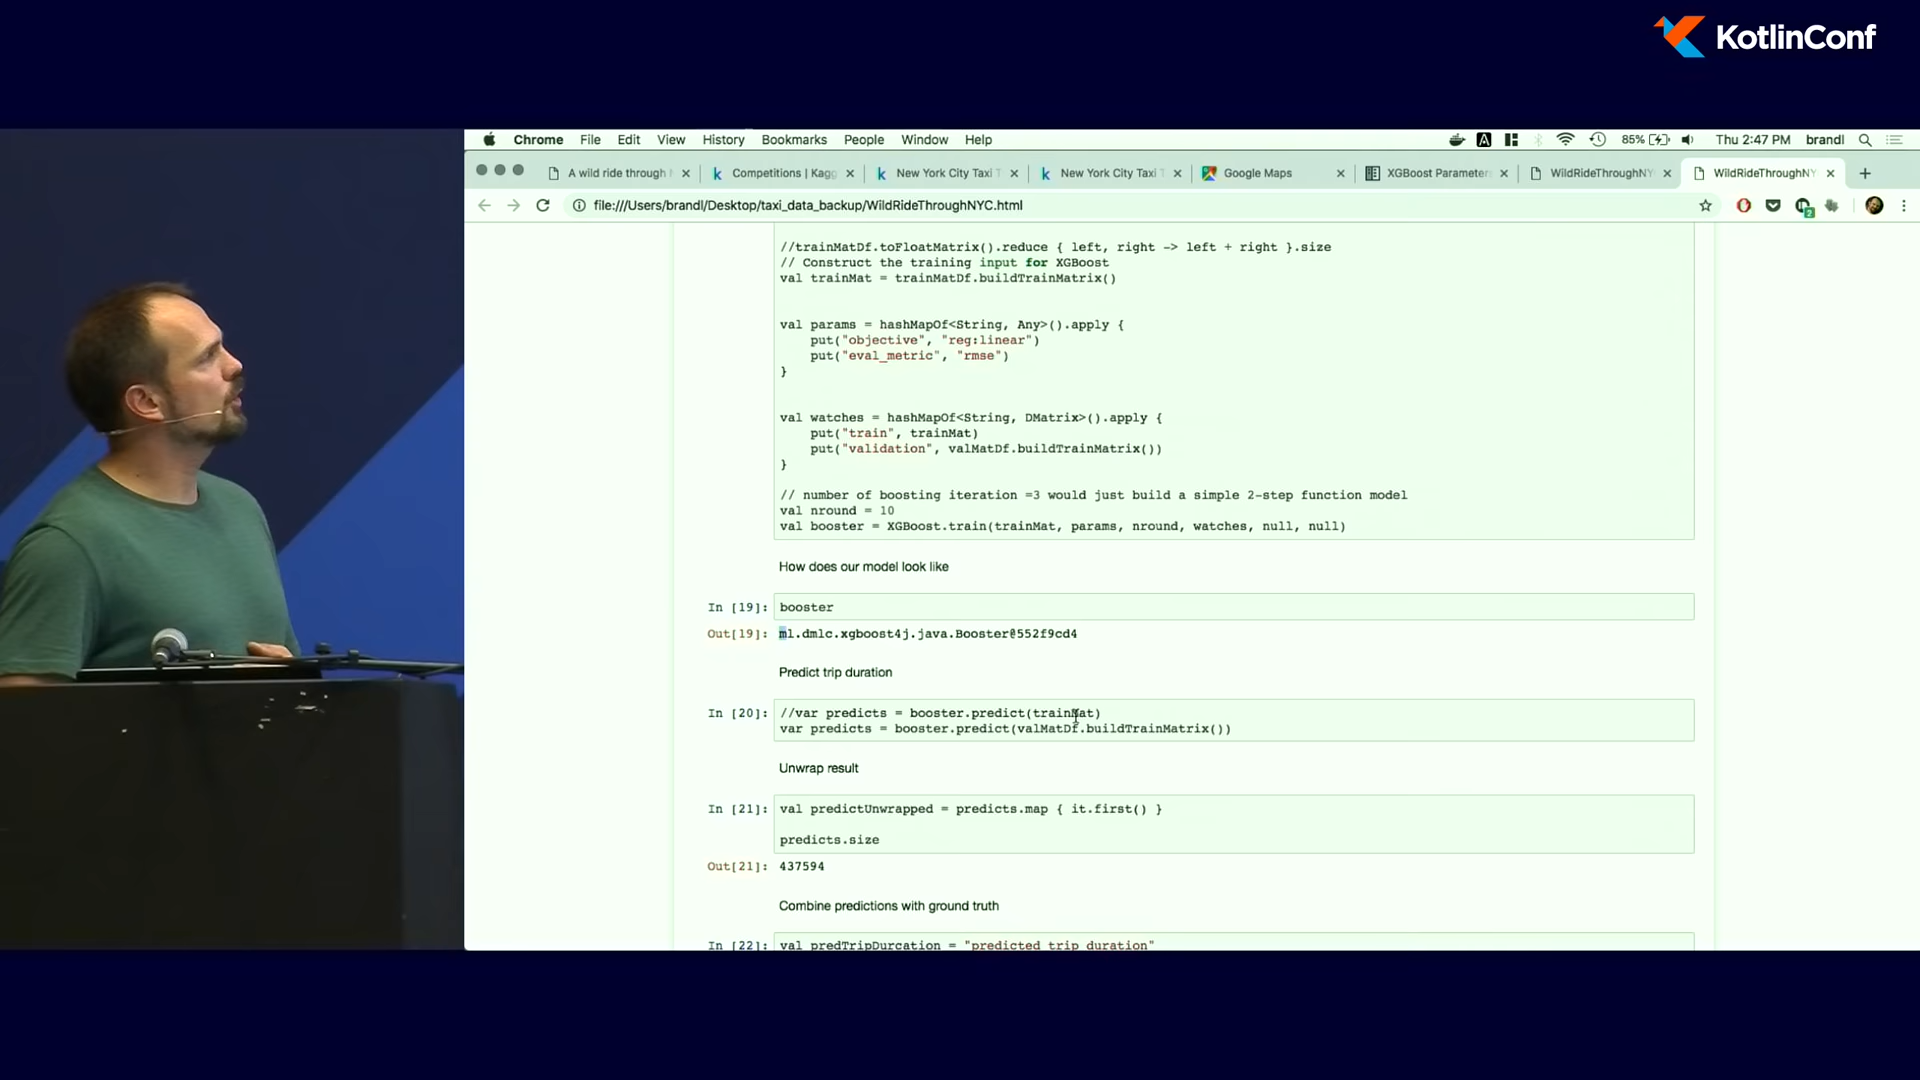 KotlinConf
Chrome File Edit View History Bookmarks People Window Help
85% Thu 2:47 PM brandl
A wild ride through
Competitions | Kagg
New York City Taxi T
New York City Taxi T
Google Maps
XGBoost Parameter
WildRideThroughNY
WildRideThroughNY
file:///Users/brandl/Desktop/taxi_data_backup/WildRideThroughNYC.html
2
//trainMatDf.toFloatMatrix().reduce { left, right -> left + right }.size
// Construct the training input for XGBoost
val trainMat = trainMatDf.buildTrainMatrix()
val params = hashMapOf<String, Any>().apply {
put("objective", "reg:linear")
put("eval_metric", "rmse")
}
val watches = hashMapOf<String, DMatrix>().apply {
put("train", trainMat)
put("validation", valMatDf.buildTrainMatrix())
}
// number of boosting iteration =3 would just build a simple 2-step function model
val nround = 10
val booster = XGBoost.train(trainMat, params, nround, watches, null, null)
How does our model look like
In [19]: booster
Out[19]: ml.dmlc.xgboost4j.java.Booster@552f9cd4
Predict trip duration
In [20]: //var predicts = booster.predict(trainMat)
var predicts = booster.predict(valMatDf.buildTrainMatrix())
Unwrap result
In [21]: val predictUnwrapped = predicts.map { it.first() }
predicts.size
Out[21]: 437594
Combine predictions with ground truth
In [22]: val predTripDurcation = "predicted_trip_duration"